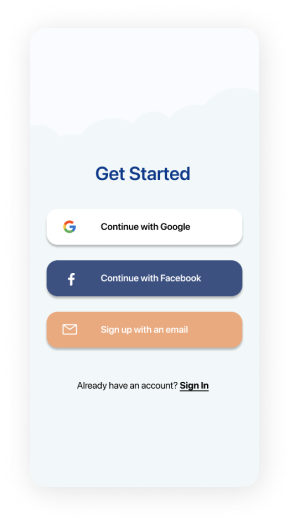 Get Started
Continue with Google
Continue with Facebook
Sign up with an email
Already have an account? Sign In